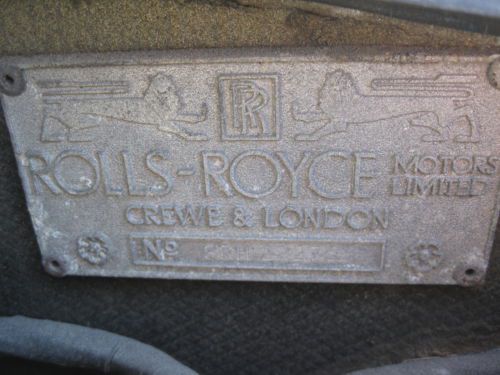 RR
ROLLS-ROYCE MOTORS LIMITED
CREWE & LONDON
Nº